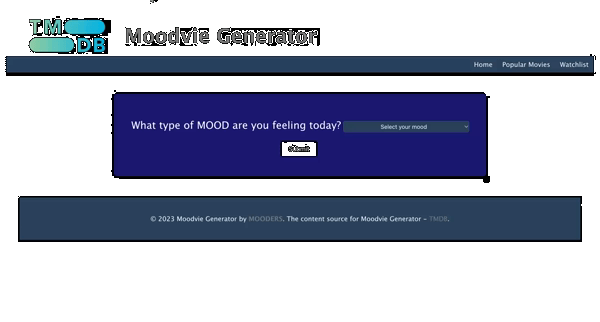 TM
DB
Moodvie Generator
Home Popular Movies Watchlist
What type of MOOD are you feeling today? Select your mood
Submit
© 2023 Moodvie Generator by MOODERS. The content source for Moodvie Generator - TMDB.